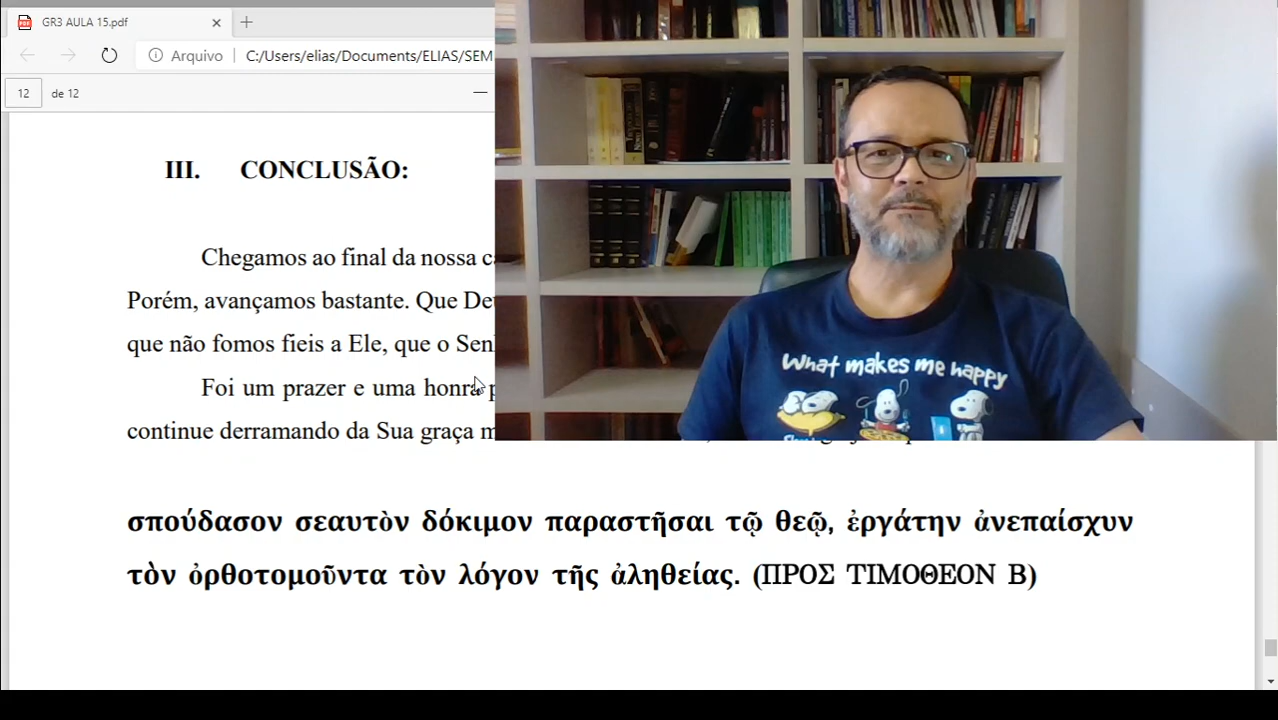 GR3 AULA 15.pdf
Arquivo
C:/Users/elias/Documents/ELIAS/SEM
12
de 12
III. CONCLUSÃO:
Chegamos ao final da nossa
Porém, avançamos bastante. Que
que não fomos fieis a Ele, que o
Foi um prazer e uma honra
continue derramando da Sua graça
σπούδασον σεαυτὸν δόκιμον παραστῆσαι τῷ θεῷ, ἐργάτην ἀνεπαίσχυν
τὸν ὀρθοτομοῦντα τὸν λόγον τῆς ἀληθείας. (ΠΡΟΣ ΤΙΜΟΘΕΟΝ Β)
What makes me happy